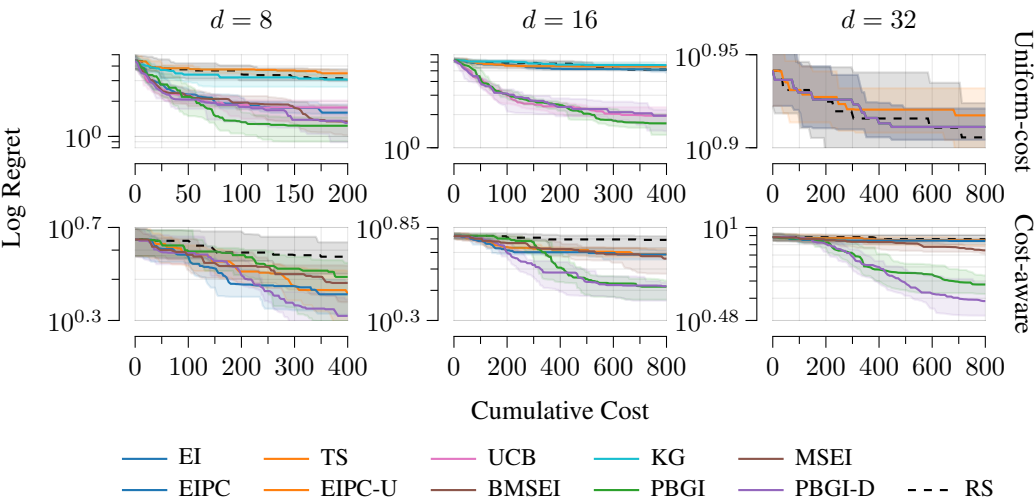 d = 8 d = 16 d = 32
Log Regret
Uniform-cost
10^0 10^0 10^0.95 10^0.9
0 50 100 150 200 0 200 400 0 200 400 600 800
Cost-aware
10^0.7 10^0.3 10^0.85 10^0.3 10^1 10^0.48
0 100 200 300 400 0 200 400 600 800 0 200 400 600 800
Cumulative Cost
EI TS UCB KG MSEI
EIPC EIPC-U BMSEI PBGI PBGI-D RS